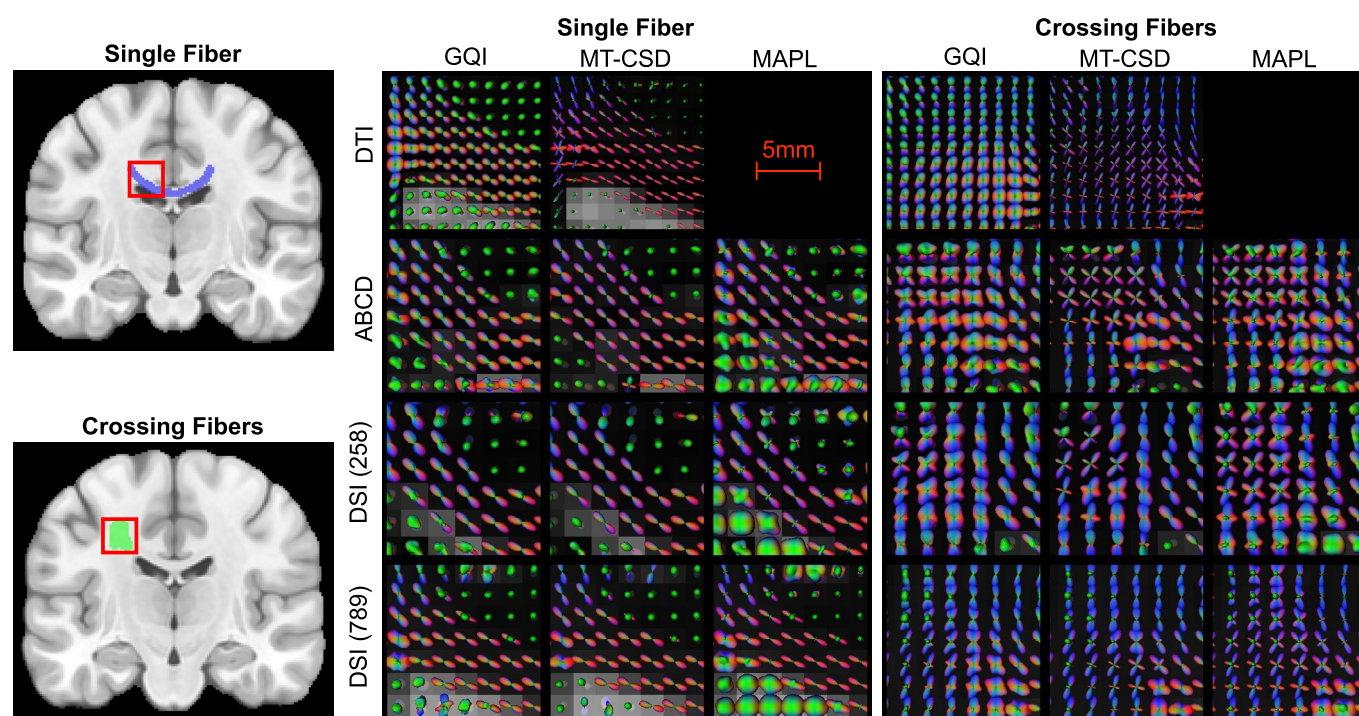 Single Fiber
Crossing Fibers
Single Fiber
GQI MT-CSD MAPL
Crossing Fibers
GQI MT-CSD MAPL
DTI
5mm
ABCD
DSI (258)
DSI (789)